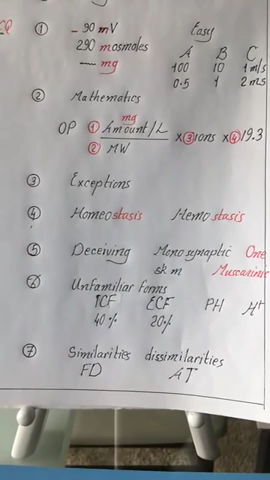 ① - 90 mV Easy
290 mosmoles A B C
— mg 100 10 1 m/s
0.5 1 2 ms
② Mathematics
OP ① Amount/L mg × ③ ions × ④ 19.3
② MW
③ Exceptions
④ Homeostasis Hemostasis
⑤ Deceiving Monosynaptic One
sk m Muscarinic
⑥ Unfamiliar forms
ICF ECF PH H+
40% 20%
⑦ Similarities dissimilarities
FD AT